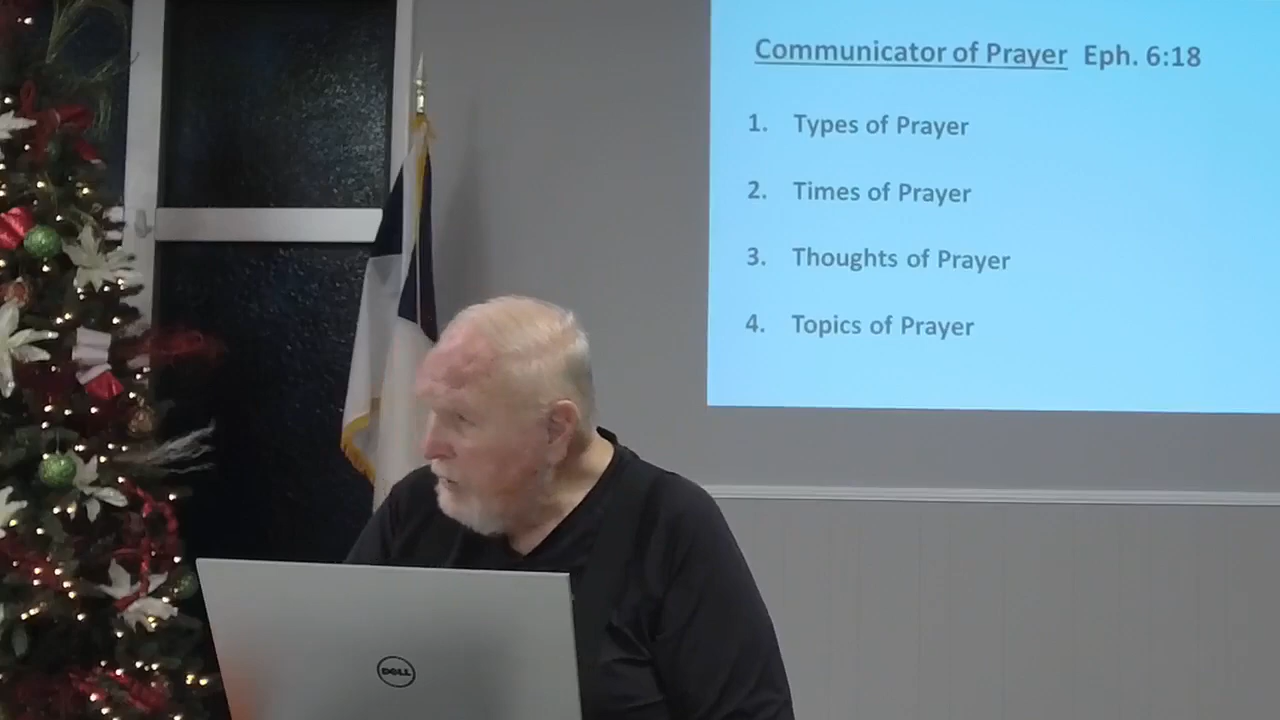 Communicator of Prayer Eph. 6:18
1. Types of Prayer
2. Times of Prayer
3. Thoughts of Prayer
4. Topics of Prayer
DELL